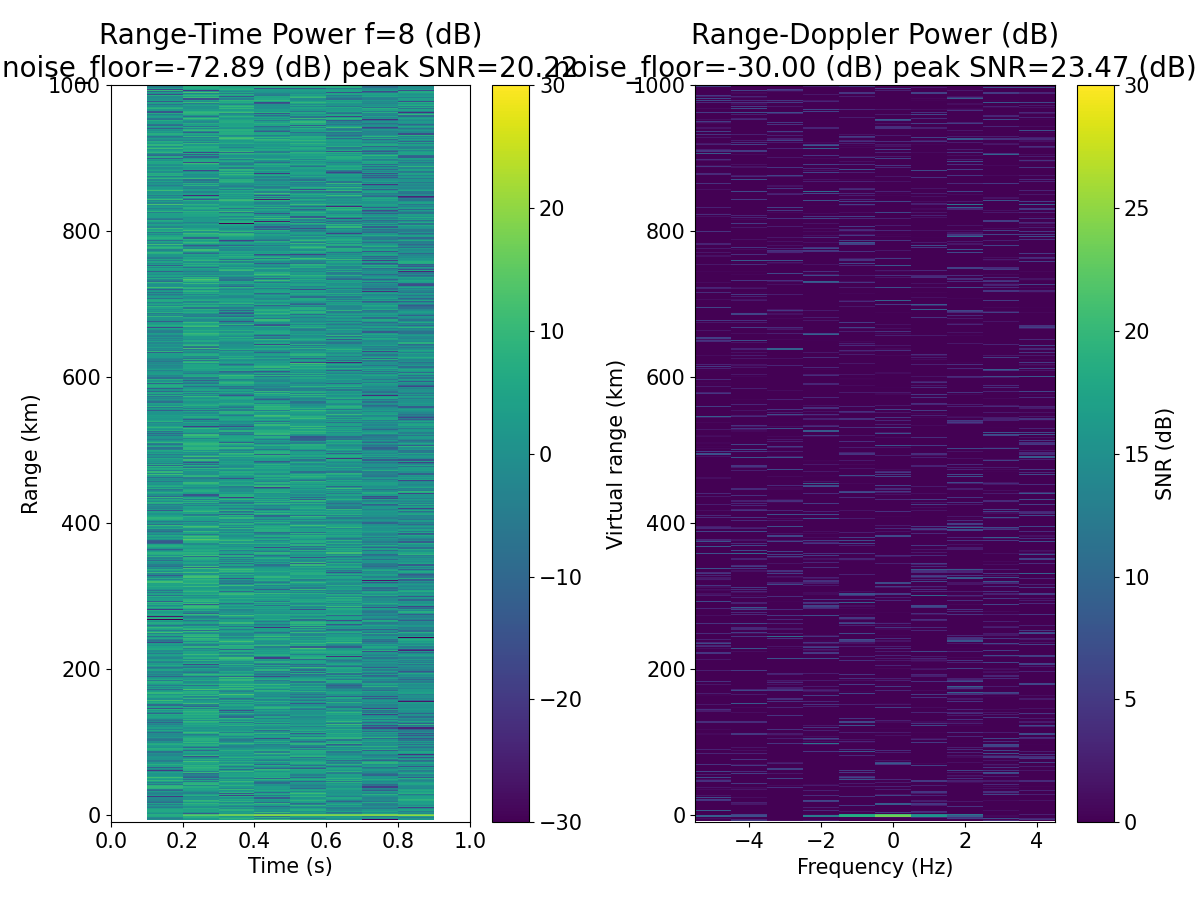 Range-Time Power f=8 (dB)
noise_floor=-72.89 (dB) peak SNR=20.22
Range-Doppler Power (dB)
noise_floor=-30.00 (dB) peak SNR=23.47 (dB)
Range (km)
1000
800
600
400
200
0
0.0 0.2 0.4 0.6 0.8 1.0
Time (s)
30
20
10
0
−10
−20
−30
Virtual range (km)
1000
800
600
400
200
0
−4 −2 0 2 4
Frequency (Hz)
30
25
20
15
10
5
0
SNR (dB)